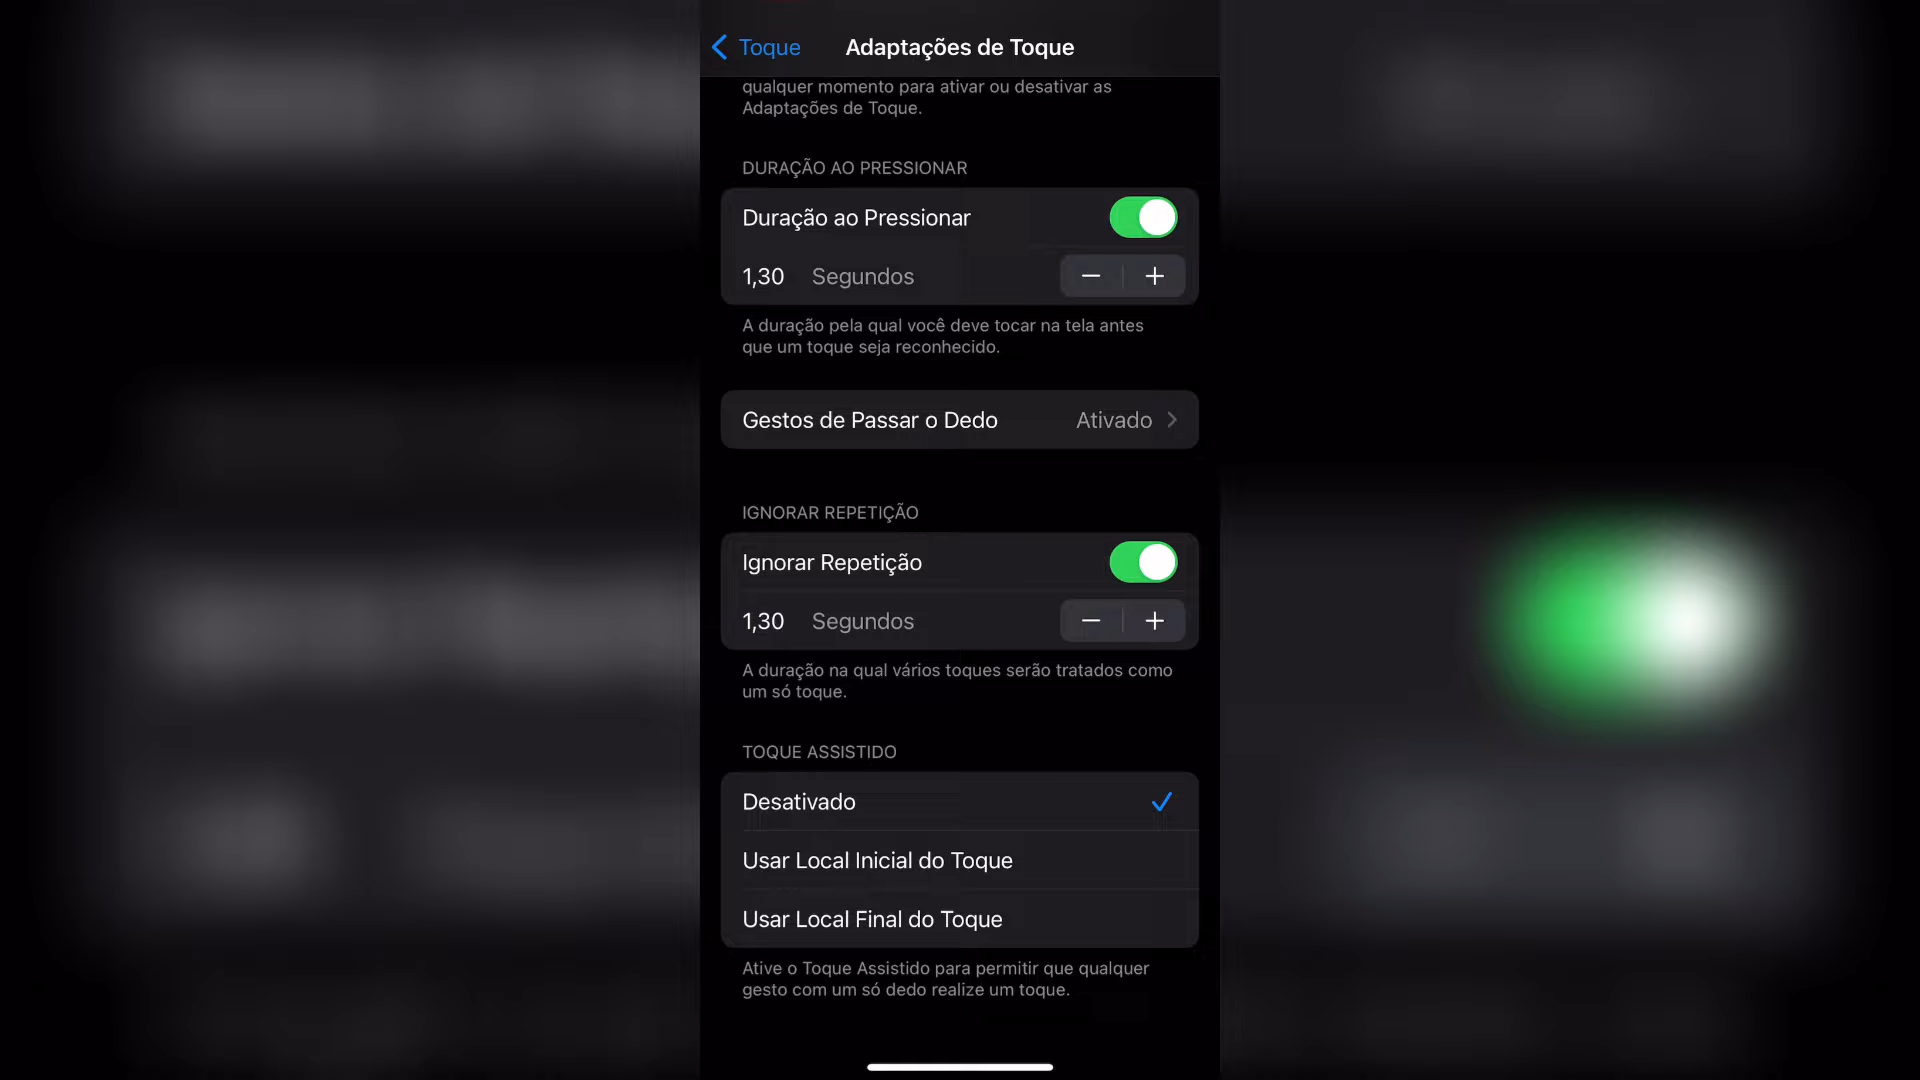 Toque
Adaptações de Toque
qualquer momento para ativar ou desativar as
Adaptações de Toque.
DURAÇÃO AO PRESSIONAR
Duração ao Pressionar
1,30 Segundos
A duração pela qual você deve tocar na tela antes
que um toque seja reconhecido.
Gestos de Passar o Dedo Ativado
IGNORAR REPETIÇÃO
Ignorar Repetição
1,30 Segundos
A duração na qual vários toques serão tratados como
um só toque.
TOQUE ASSISTIDO
Desativado
Usar Local Inicial do Toque
Usar Local Final do Toque
Ative o Toque Assistido para permitir que qualquer
gesto com um só dedo realize um toque.